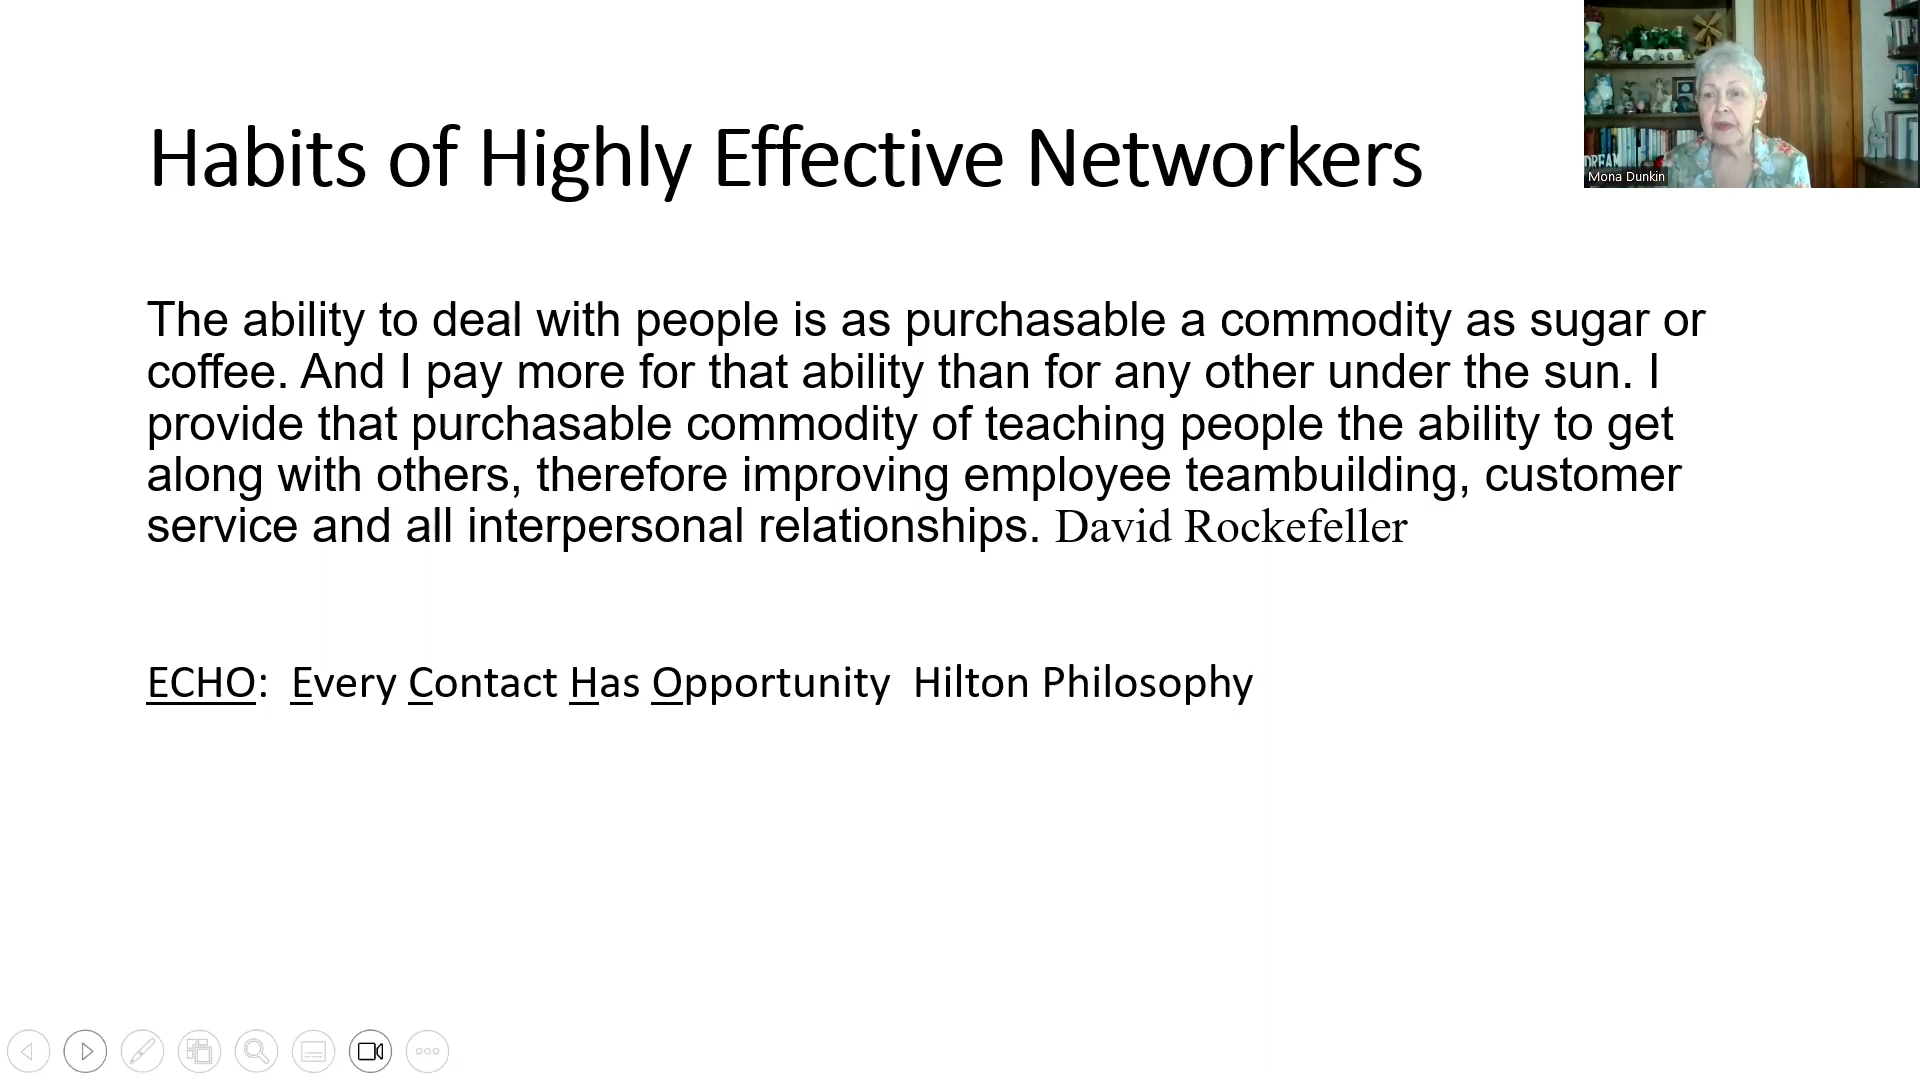 Habits of Highly Effective Networkers
The ability to deal with people is as purchasable a commodity as sugar or
coffee. And I pay more for that ability than for any other under the sun. I
provide that purchasable commodity of teaching people the ability to get
along with others, therefore improving employee teambuilding, customer
service and all interpersonal relationships. David Rockefeller
ECHO:  Every Contact Has Opportunity  Hilton Philosophy
DREAM
Mona Dunkin